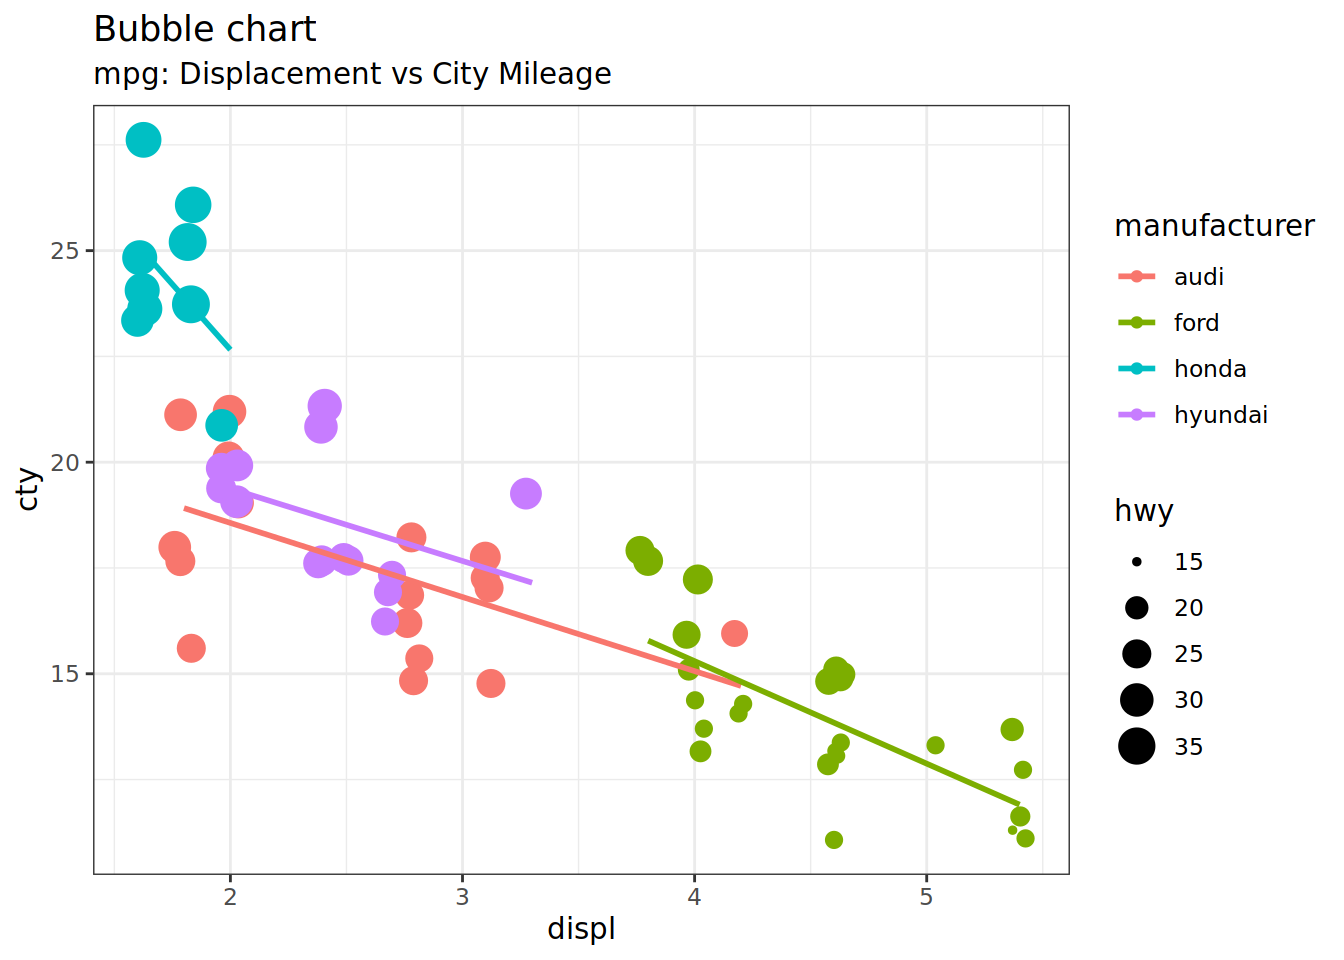 Bubble chart
mpg: Displacement vs City Mileage
cty
25
20
15
2 3 4 5
displ
manufacturer
audi
ford
honda
hyundai
hwy
15
20
25
30
35